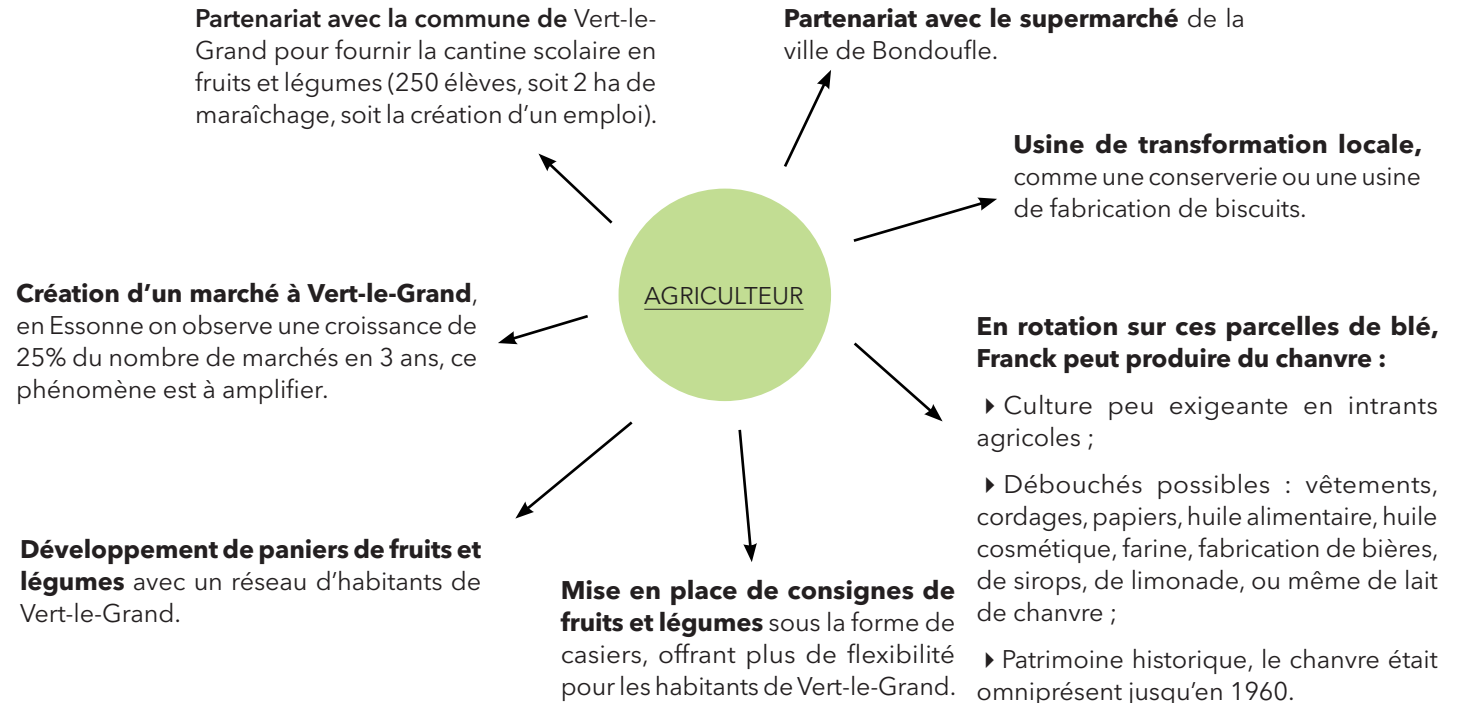 Partenariat avec la commune de Vert-le-
Grand pour fournir la cantine scolaire en
fruits et légumes (250 élèves, soit 2 ha de
maraîchage, soit la création d’un emploi).
Partenariat avec le supermarché de la
ville de Bondoufle.
Usine de transformation locale,
comme une conserverie ou une usine
de fabrication de biscuits.
AGRICULTEUR
Création d’un marché à Vert-le-Grand,
en Essonne on observe une croissance de
25% du nombre de marchés en 3 ans, ce
phénomène est à amplifier.
En rotation sur ces parcelles de blé,
Franck peut produire du chanvre :
▸ Culture peu exigeante en intrants
agricoles ;
▸ Débouchés possibles : vêtements,
cordages, papiers, huile alimentaire, huile
cosmétique, farine, fabrication de bières,
de sirops, de limonade, ou même de lait
de chanvre ;
▸ Patrimoine historique, le chanvre était
omniprésent jusqu’en 1960.
Développement de paniers de fruits et
légumes avec un réseau d’habitants de
Vert-le-Grand.
Mise en place de consignes de
fruits et légumes sous la forme de
casiers, offrant plus de flexibilité
pour les habitants de Vert-le-Grand.